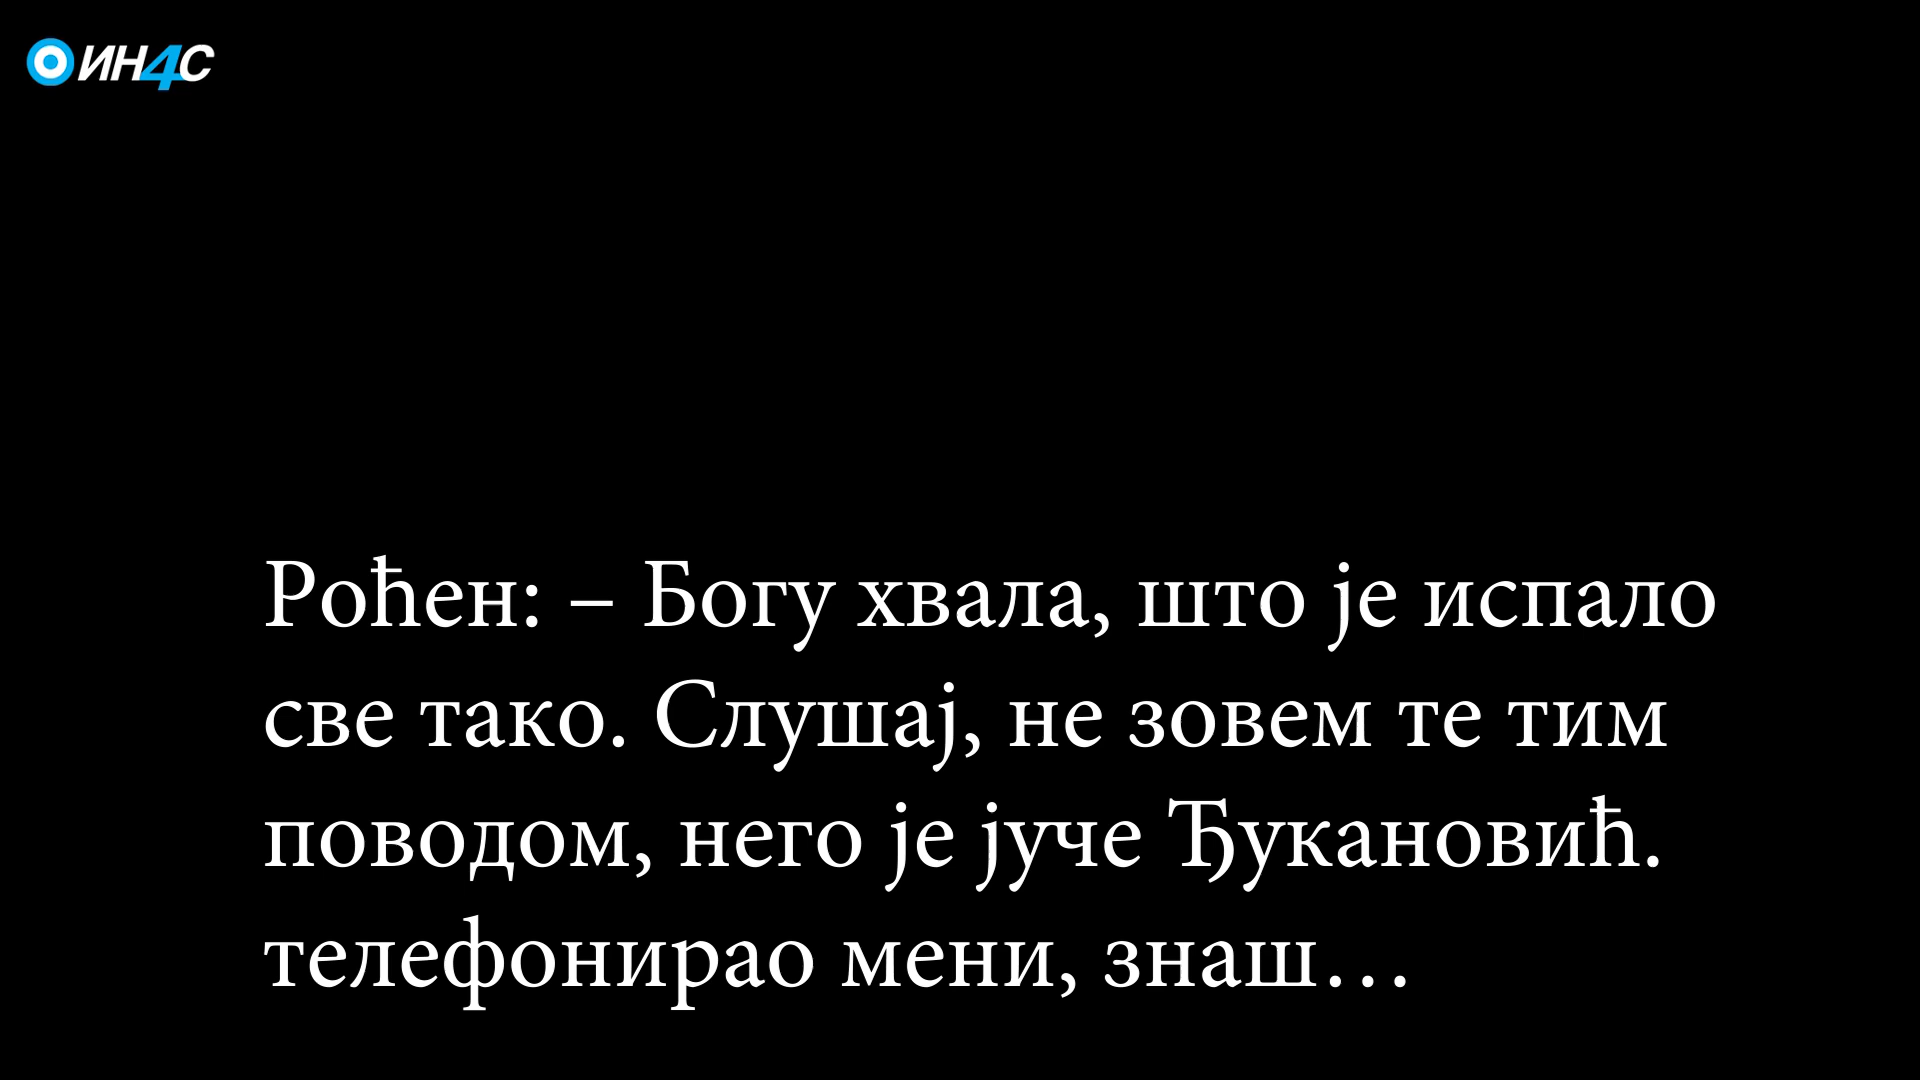 ИН4С
Роћен: – Богу хвала, што је испало
све тако. Слушај, не зовем те тим
поводом, него је јуче Ђукановић.
телефонирао мени, знаш…